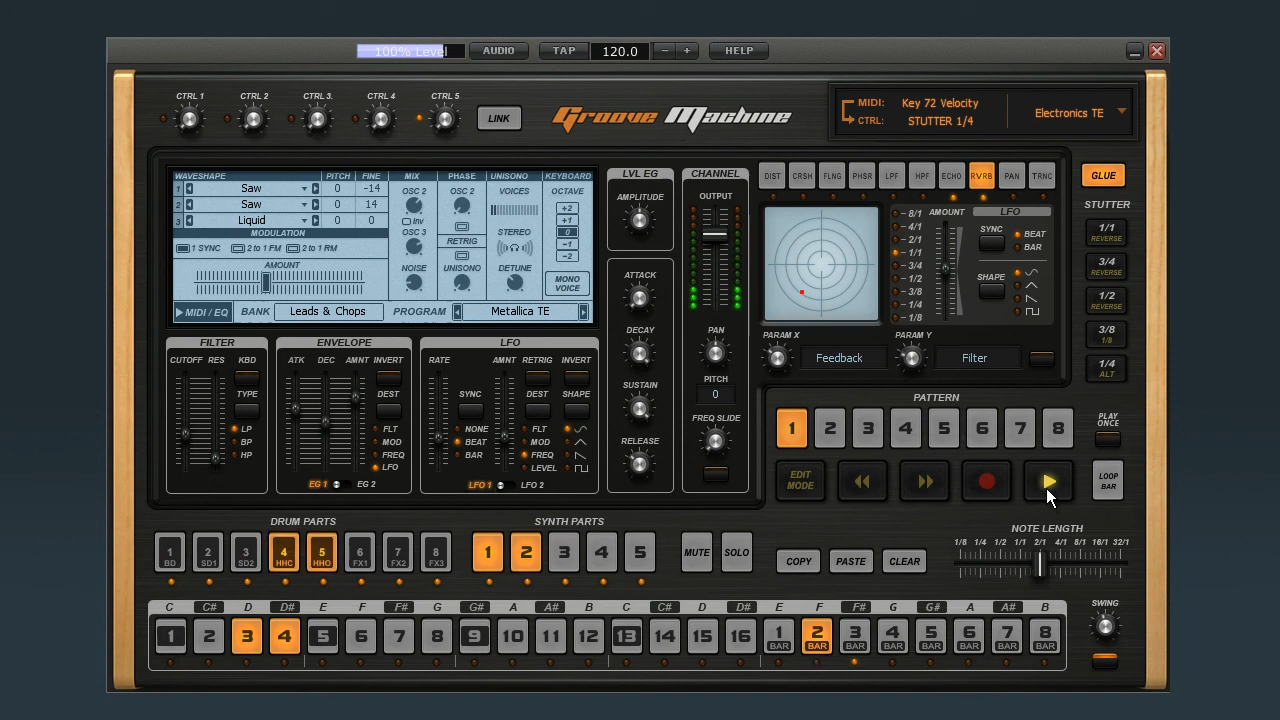 100% Level AUDIO TAP 120.0 − + HELP
CTRL 1 CTRL 2 CTRL 3. CTRL 4 CTRL 5 LINK
Groove Machine
MIDI: Key 72 Velocity
CTRL: STUTTER 1/4
Electronics TE
WAVESHAPE PITCH FINE MIX PHASE UNISONO KEYBOARD
1 Saw 0 -14
2 Saw 0 14
3 Liquid 0 0
MODULATION
1 SYNC 2 to 1 FM 2 to 1 RM
AMOUNT
OSC 2
Inv
OSC 3
NOISE
OSC 2
RETRIG
UNISONO
VOICES
STEREO
DETUNE
OCTAVE
+2
+1
0
−1
−2
MONO
VOICE
MIDI / EQ BANK Leads & Chops PROGRAM Metallica TE
FILTER
CUTOFF RES KBD
TYPE
LP
BP
HP
ENVELOPE
ATK DEC AMNT INVERT
DEST
FLT
MOD
FREQ
LFO
EG 1 EG 2
LFO
RATE AMNT RETRIG INVERT
SYNC DEST SHAPE
NONE
BEAT
BAR
FLT
MOD
FREQ
LEVEL
LFO 1 LFO 2
LVL EG
AMPLITUDE
ATTACK
DECAY
SUSTAIN
RELEASE
CHANNEL
OUTPUT
PAN
PITCH
0
FREQ SLIDE
DIST CRSH FLNG PHSR LPF HPF ECHO RVRB PAN TRNC
8/1
4/1
2/1
1/1
3/4
1/2
3/8
1/4
1/8
AMOUNT
LFO
SYNC
BEAT
BAR
SHAPE
PARAM X Feedback PARAM Y Filter
GLUE
STUTTER
1/1
REVERSE
3/4
REVERSE
1/2
REVERSE
3/8
1/8
1/4
ALT
PATTERN
1 2 3 4 5 6 7 8
PLAY
ONCE
EDIT
MODE
LOOP
BAR
DRUM PARTS
1 2 3 4 5 6 7 8
BD SD1 SD2 HHC HHO FX1 FX2 FX3
SYNTH PARTS
1 2 3 4 5
MUTE SOLO COPY PASTE CLEAR
NOTE LENGTH
1/8 1/4 1/2 1/1 2/1 4/1 8/1 16/1 32/1
C C# D D# E F F# G G# A A# B C C# D D# E F F# G G# A A# B
1 2 3 4 5 6 7 8 9 10 11 12 13 14 15 16 1 2 3 4 5 6 7 8
BAR BAR BAR BAR BAR BAR BAR BAR
SWING